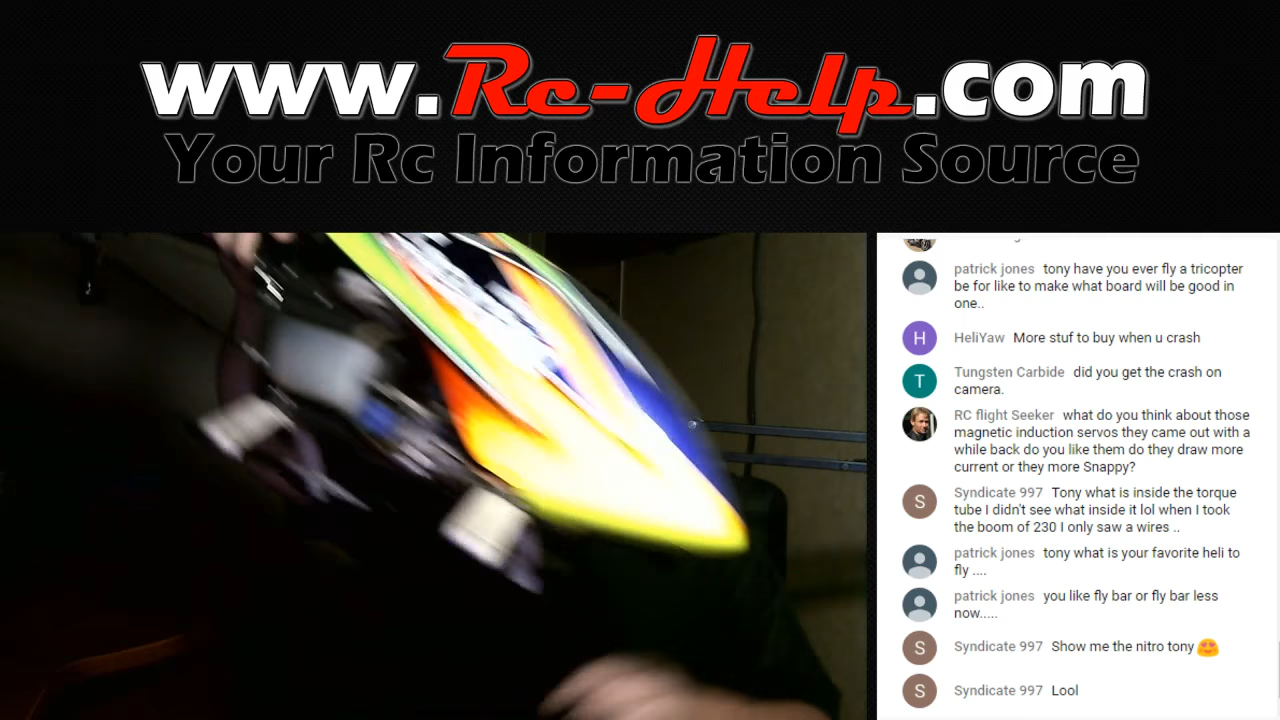 www.Rc-Help.com
Your Rc Information Source
patrick jones tony have you ever fly a tricopter
be for like to make what board will be good in
one..
H HeliYaw More stuf to buy when u crash
T Tungsten Carbide did you get the crash on
camera.
RC flight Seeker what do you think about those
magnetic induction servos they came out with a
while back do you like them do they draw more
current or they more Snappy?
S Syndicate 997 Tony what is inside the torque
tube I didn't see what inside it lol when I took
the boom of 230 I only saw a wires ..
patrick jones tony what is your favorite heli to
fly ....
patrick jones you like fly bar or fly bar less
now.....
S Syndicate 997 Show me the nitro tony 😍
S Syndicate 997 Lool